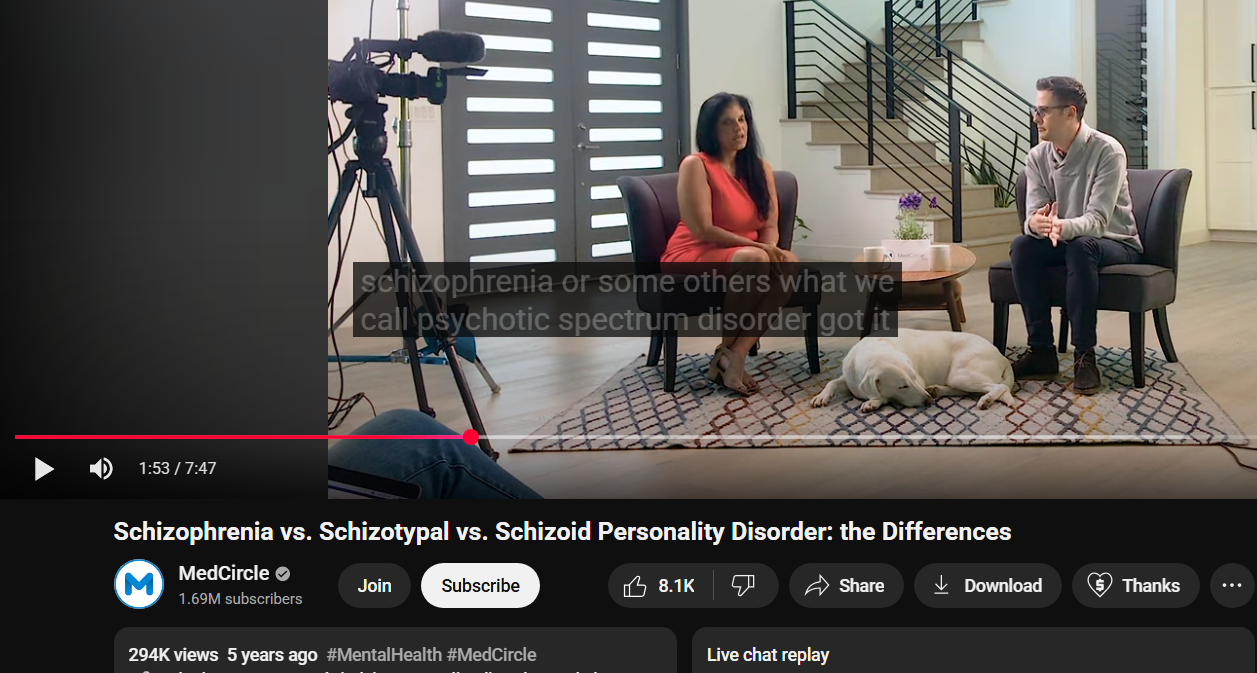 schizophrenia or some others what we
call psychotic spectrum disorder got it
MedCircle
1:53 / 7:47
Schizophrenia vs. Schizotypal vs. Schizoid Personality Disorder: the Differences
MedCircle
1.69M subscribers
Join
Subscribe
8.1K
Share
Download
Thanks
294K views 5 years ago #MentalHealth #MedCircle
Live chat replay